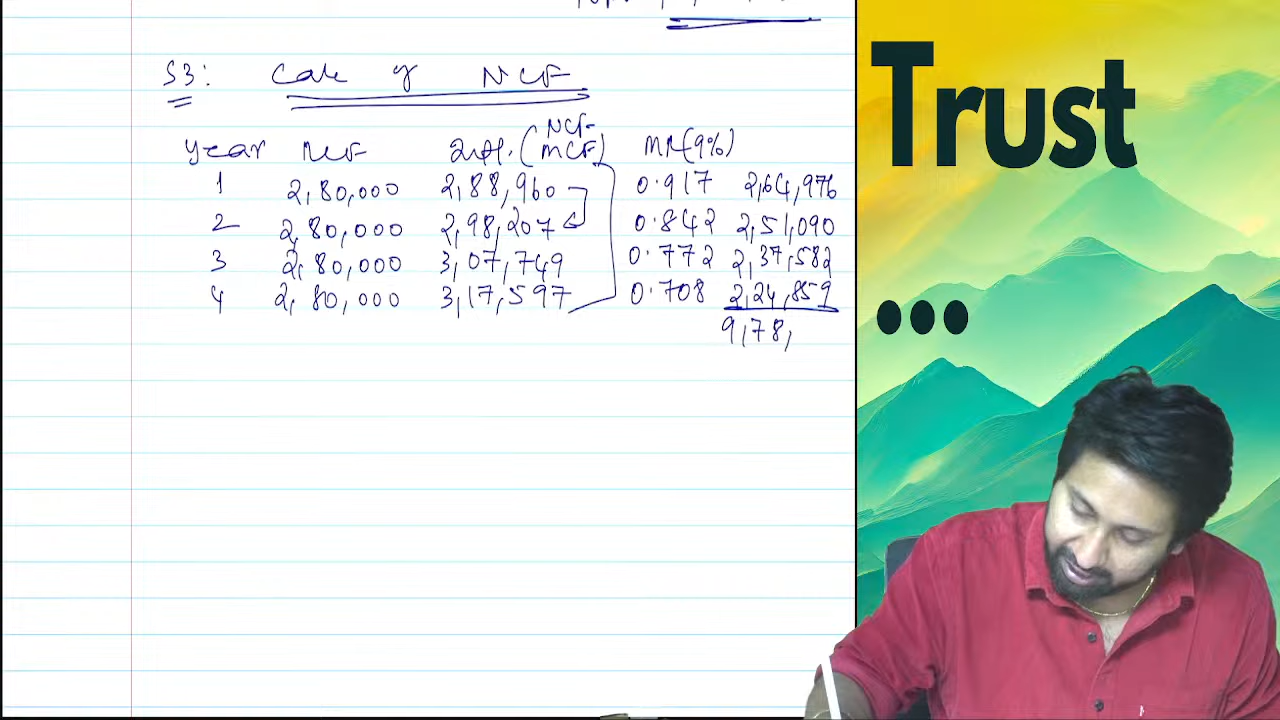 S3: Calc of NCF
Year NCF Infl. (NCF- MCF) MR(9%)
1 2,80,000 2,88,960 0.917 2,64,976
2 2,80,000 2,98,207 0.842 2,51,090
3 2,80,000 3,07,749 0.772 2,37,582
4 2,80,000 3,17,597 0.708 2,24,859
9,78,
Trust
...